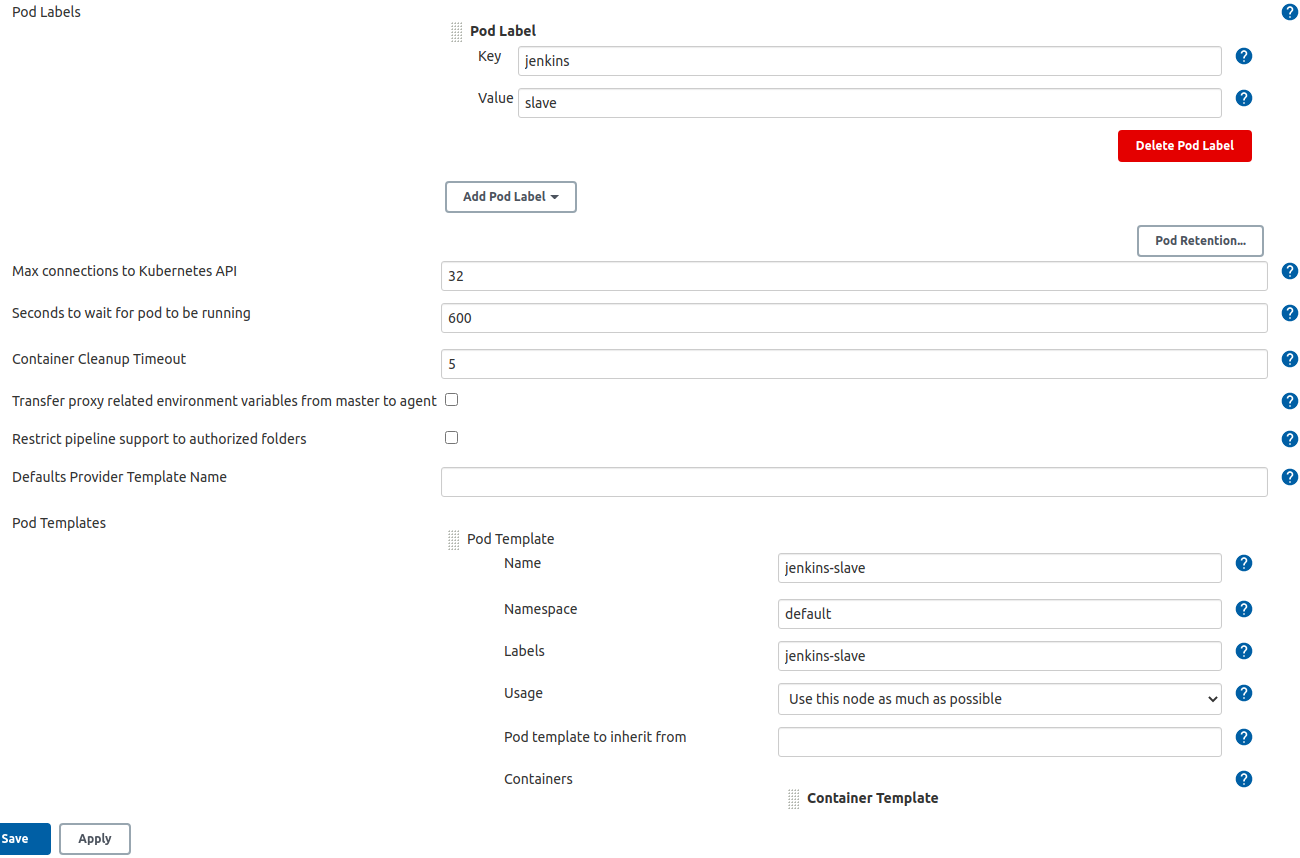 Pod Labels
Pod Label
Key jenkins
Value slave
Delete Pod Label
Add Pod Label
Pod Retention...
Max connections to Kubernetes API 32
Seconds to wait for pod to be running 600
Container Cleanup Timeout 5
Transfer proxy related environment variables from master to agent
Restrict pipeline support to authorized folders
Defaults Provider Template Name
Pod Templates
Pod Template
Name jenkins-slave
Namespace default
Labels jenkins-slave
Usage Use this node as much as possible
Pod template to inherit from
Containers
Container Template
Save Apply